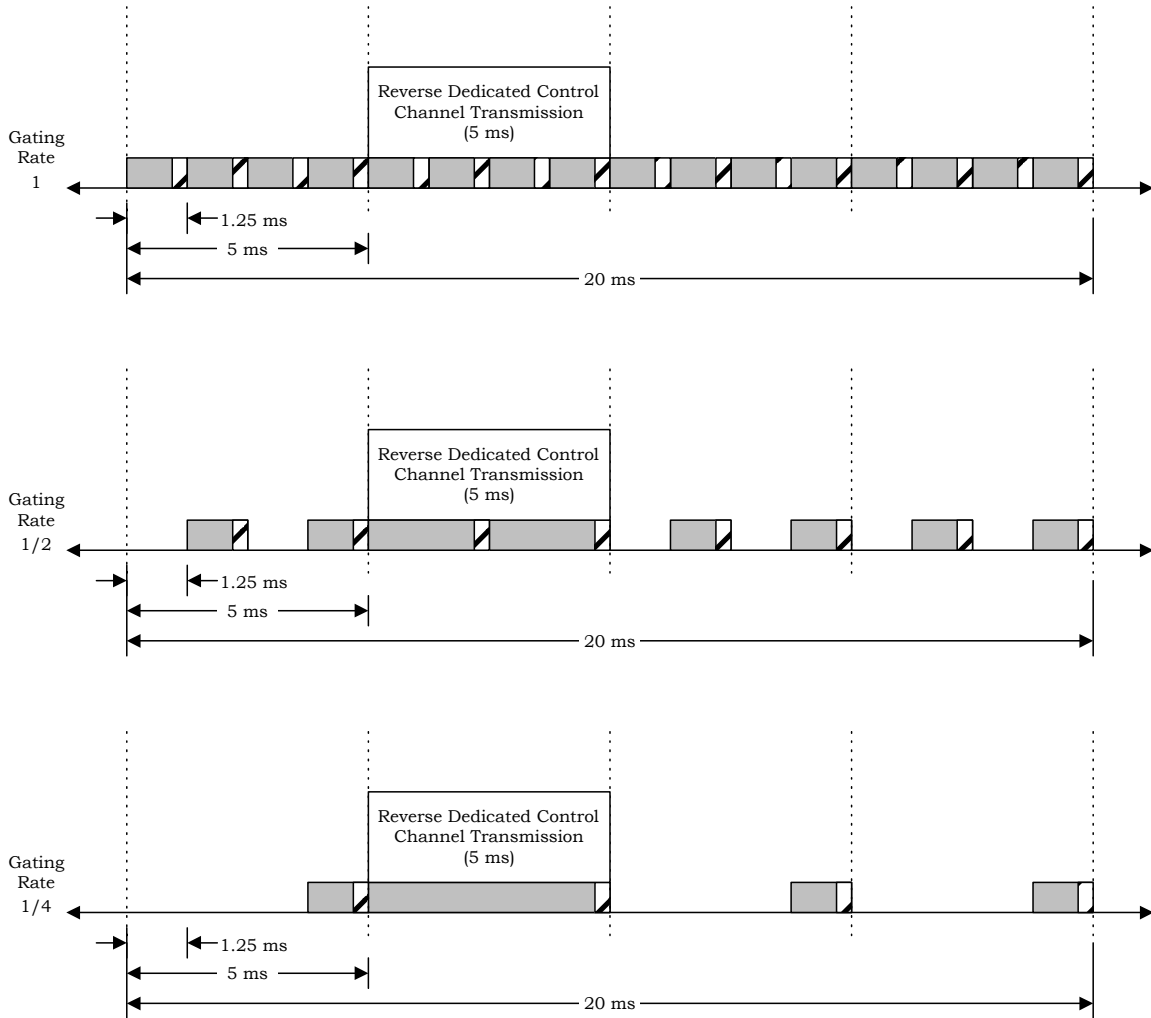 Reverse Dedicated Control
Channel Transmission
(5 ms)
Gating
Rate
1
1.25 ms
5 ms
20 ms
Reverse Dedicated Control
Channel Transmission
(5 ms)
Gating
Rate
1/2
1.25 ms
5 ms
20 ms
Reverse Dedicated Control
Channel Transmission
(5 ms)
Gating
Rate
1/4
1.25 ms
5 ms
20 ms